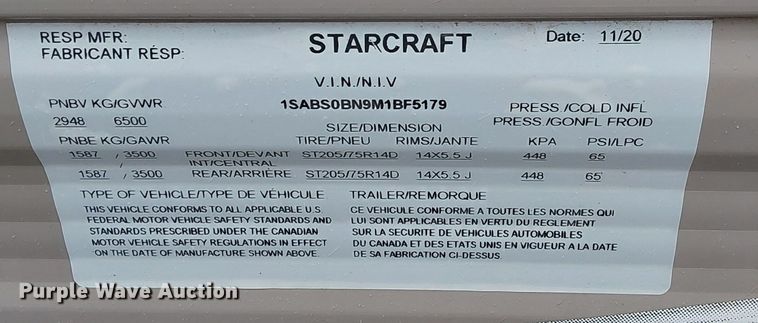 RESP MFR: STARCRAFT Date: 11/20
FABRICANT RÉSP:
V.I.N./N.I.V
PNBV KG/GVWR 1SABS0BN9M1BF5179 PRESS./COLD INFL
2948 6500 SIZE/DIMENSION PRESS./GONFL FROID
PNBE KG/GAWR TIRE/PNEU RIMS/JANTE KPA PSI/LPC
1587 / 3500 FRONT/DEVANT ST205/75R14D 14X5.5 J 448 65
INT/CENTRAL
1587 / 3500 REAR/ARRIÈRE ST205/75R14D 14X5.5 J 448 65
TYPE OF VEHICLE/TYPE DE VÉHICULE TRAILER/REMORQUE
THIS VEHICLE CONFORMS TO ALL APPLICABLE U.S.
FEDERAL MOTOR VEHICLE SAFETY STANDARDS AND
STANDARDS PRESCRIBED UNDER THE CANADIAN
MOTOR VEHICLE SAFETY REGULATIONS IN EFFECT
ON THE DATE OF MANUFACTURE SHOWN ABOVE.
CE VEHICULE CONFORME A TOUTES LES NORMES QUI
LUI SONT APPLICABLES EN VERTU DU REGLEMENT
SUR LA SECURITE DE VEHICULES AUTOMOBILES
DU CANADA ET DES ETATS UNIS EN VIGUEUR A LA DATE
DE SA FABRICATION CI-DESSUS.
Purple Wave Auction